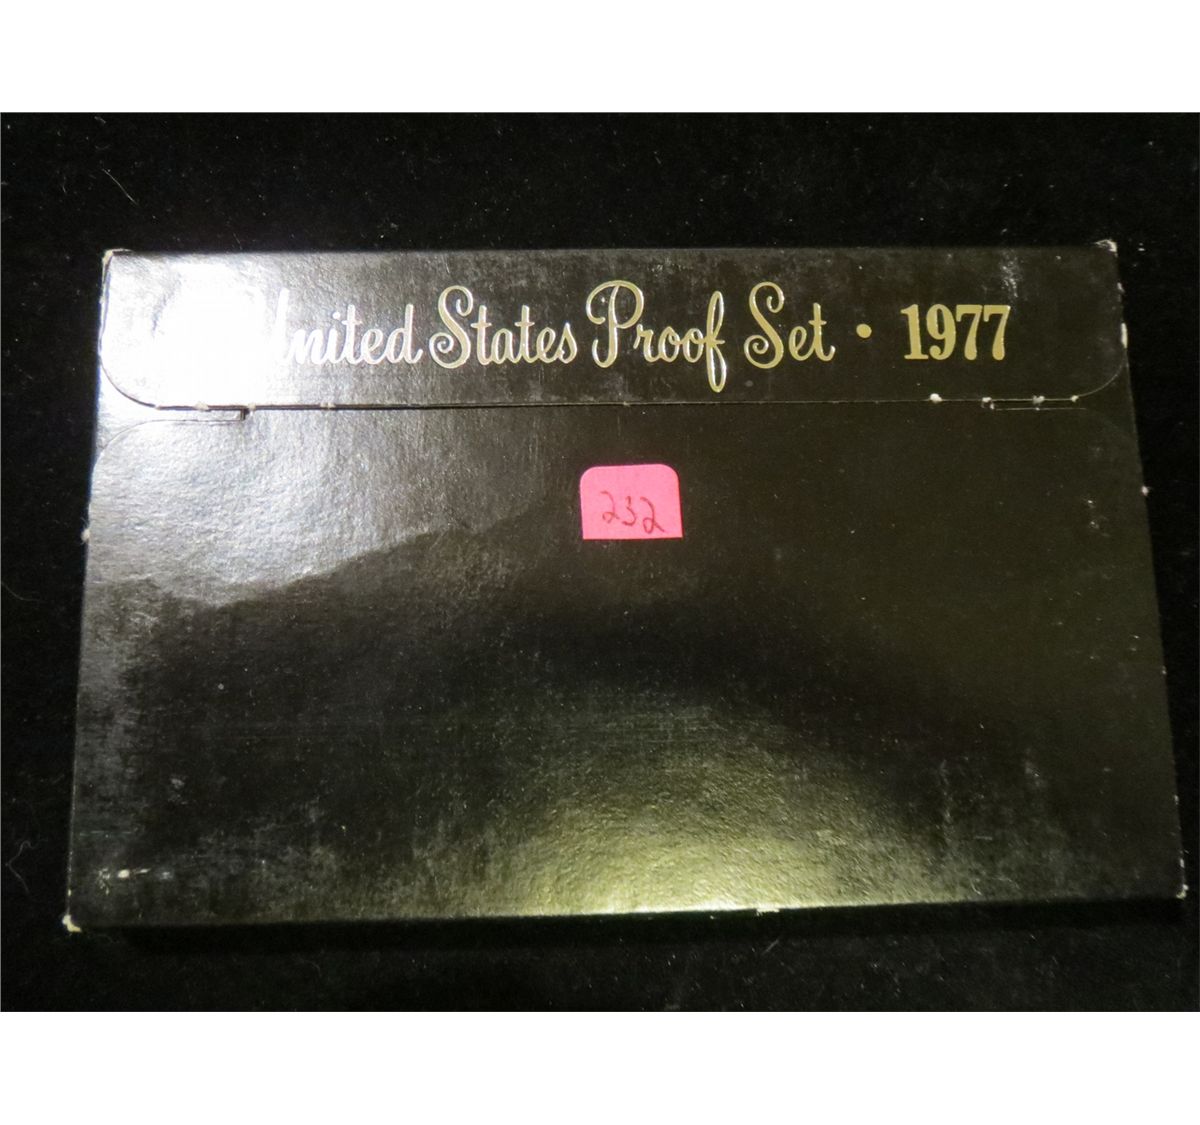 United States Proof Set • 1977
232